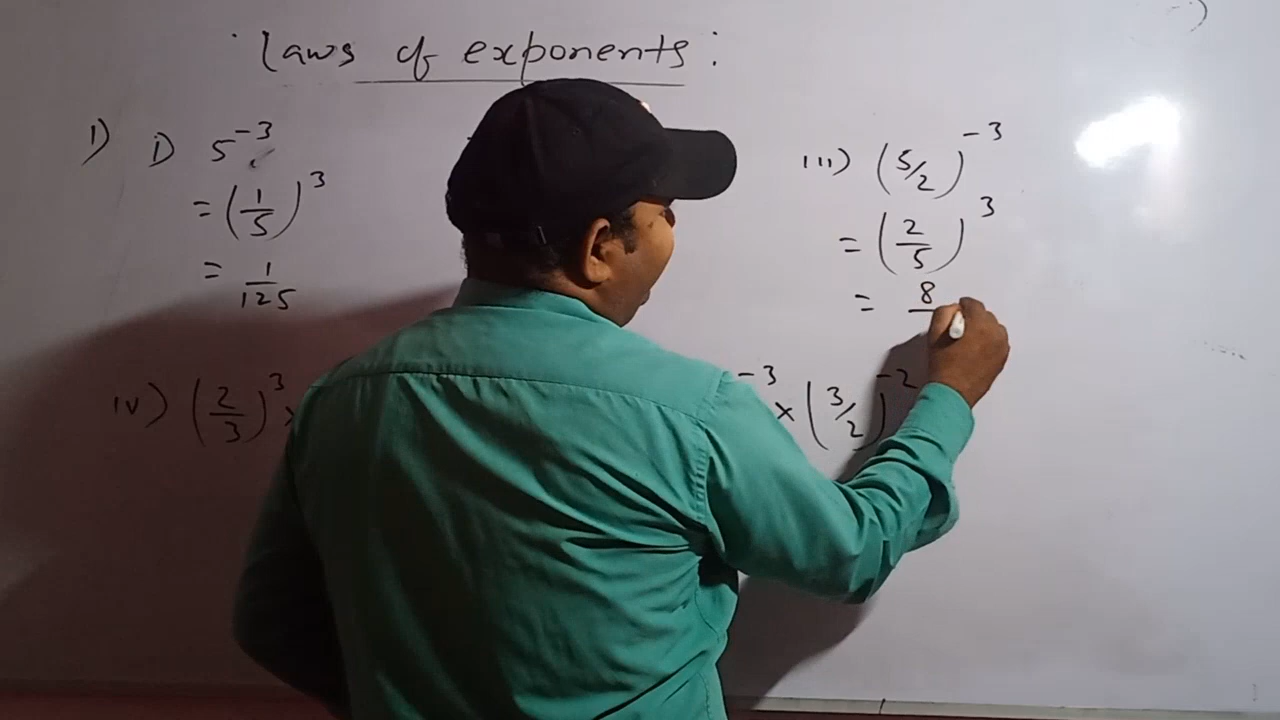 Laws of exponents:
1) i) 5^-3
= (1/5)^3
= 1/125
iii) (5/2)^-3
= (2/5)^3
= 8
iv) (2/3)^3 ×
^-3 × (3/2)^-2